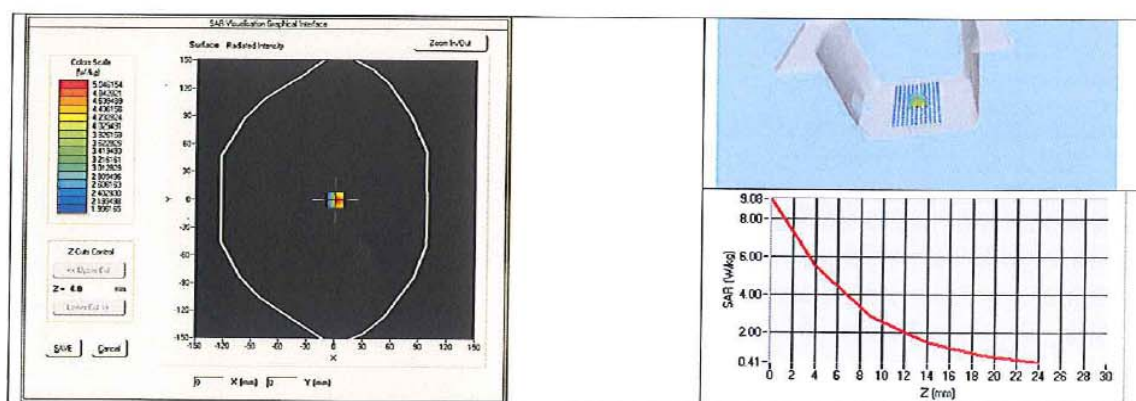 SAR Visualisation Graphical Interface
Surface Radiated Intensity
Zoom In/Out
Colors Scale
(W/kg)
5.046154
4.842821
4.639489
4.436156
4.232824
4.029491
3.826159
3.622826
3.419493
3.216161
3.012828
2.809496
2.606163
2.402830
2.199498
1.996165
150
120
90
60
30
Y 0
-30
-60
-90
-120
-150
-150 -120 -90 -60 -30 0 30 60 90 120 150
X
Z Cuts Control
Z = 4.0 mm
SAVE Cancel
0 X (mm) 0 Y (mm)
9.08
8.00
6.00
4.00
2.00
0.41
SAR (W/kg)
0 2 4 6 8 10 12 14 16 18 20 22 24 26 28 30
Z (mm)